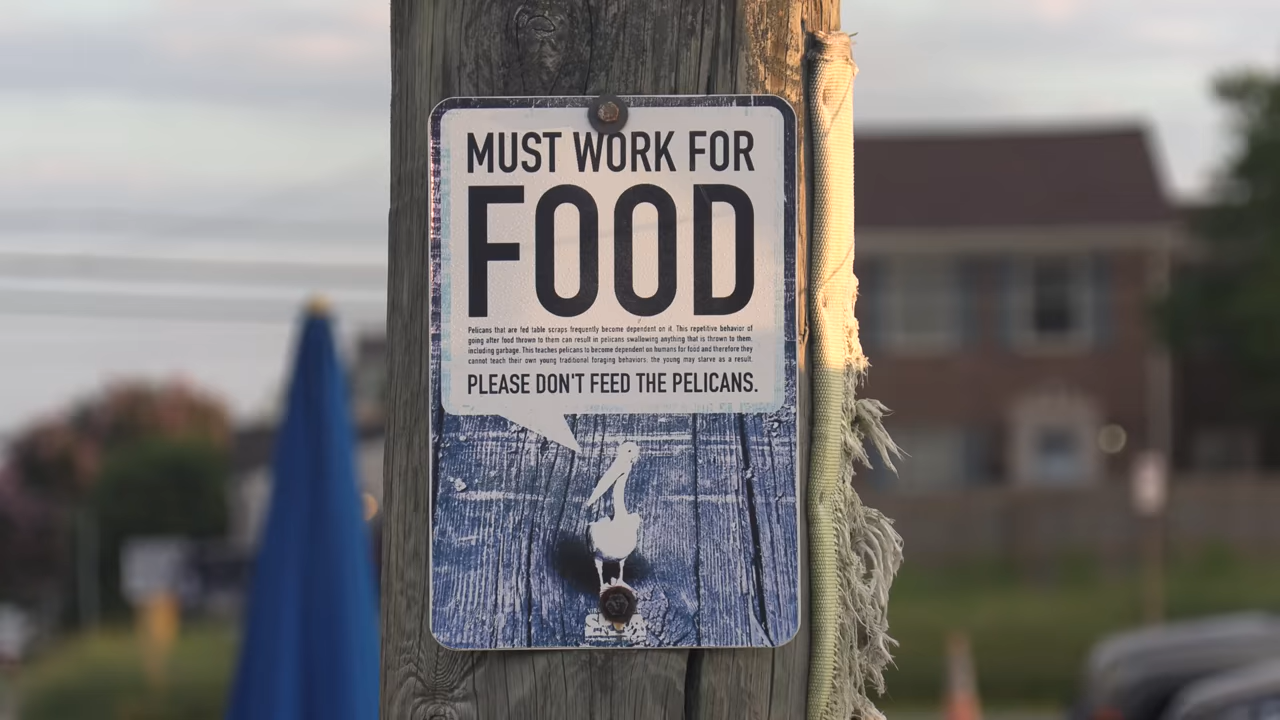 MUST WORK FOR
FOOD
Pelicans that are fed table scraps frequently become dependent on it. This repetitive behavior of
going after food thrown to them can result in pelicans swallowing anything that is thrown to them,
including garbage. This teaches pelicans to become dependent on humans for food and therefore they
cannot teach their own young traditional foraging behaviors, the young may starve as a result.
PLEASE DON'T FEED THE PELICANS.